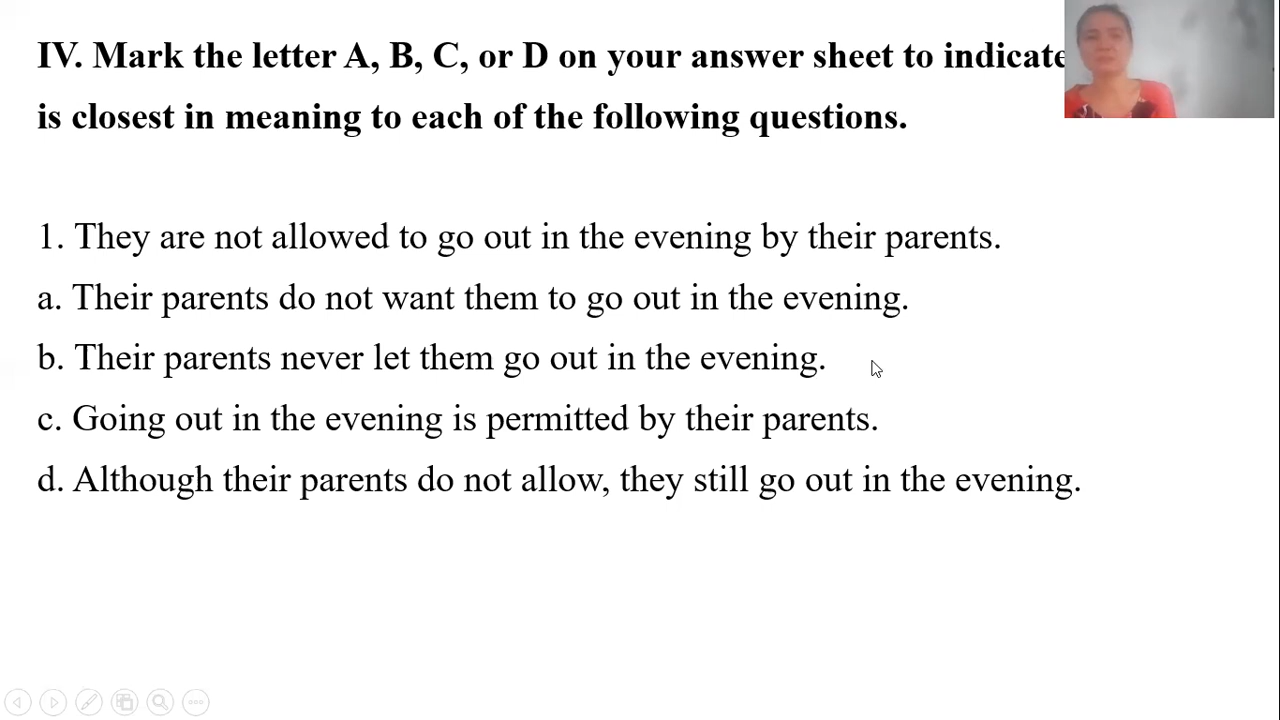 IV. Mark the letter A, B, C, or D on your answer sheet to indicate
is closest in meaning to each of the following questions.
1. They are not allowed to go out in the evening by their parents.
a. Their parents do not want them to go out in the evening.
b. Their parents never let them go out in the evening.
c. Going out in the evening is permitted by their parents.
d. Although their parents do not allow, they still go out in the evening.